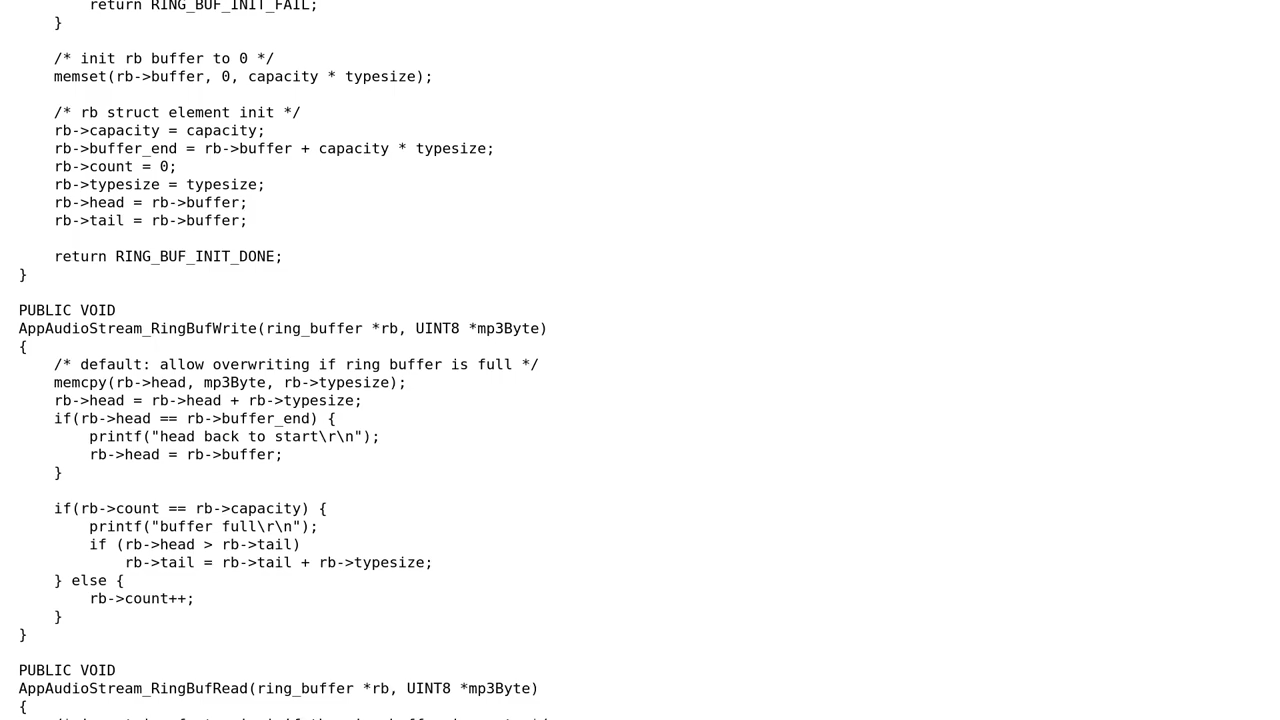 return RING_BUF_INIT_FAIL;
    }

    /* init rb buffer to 0 */
    memset(rb->buffer, 0, capacity * typesize);

    /* rb struct element init */
    rb->capacity = capacity;
    rb->buffer_end = rb->buffer + capacity * typesize;
    rb->count = 0;
    rb->typesize = typesize;
    rb->head = rb->buffer;
    rb->tail = rb->buffer;

    return RING_BUF_INIT_DONE;
}

PUBLIC VOID
AppAudioStream_RingBufWrite(ring_buffer *rb, UINT8 *mp3Byte)
{
    /* default: allow overwriting if ring buffer is full */
    memcpy(rb->head, mp3Byte, rb->typesize);
    rb->head = rb->head + rb->typesize;
    if(rb->head == rb->buffer_end) {
        printf("head back to start\r\n");
        rb->head = rb->buffer;
    }

    if(rb->count == rb->capacity) {
        printf("buffer full\r\n");
        if (rb->head > rb->tail)
            rb->tail = rb->tail + rb->typesize;
    } else {
        rb->count++;
    }
}

PUBLIC VOID
AppAudioStream_RingBufRead(ring_buffer *rb, UINT8 *mp3Byte)
{